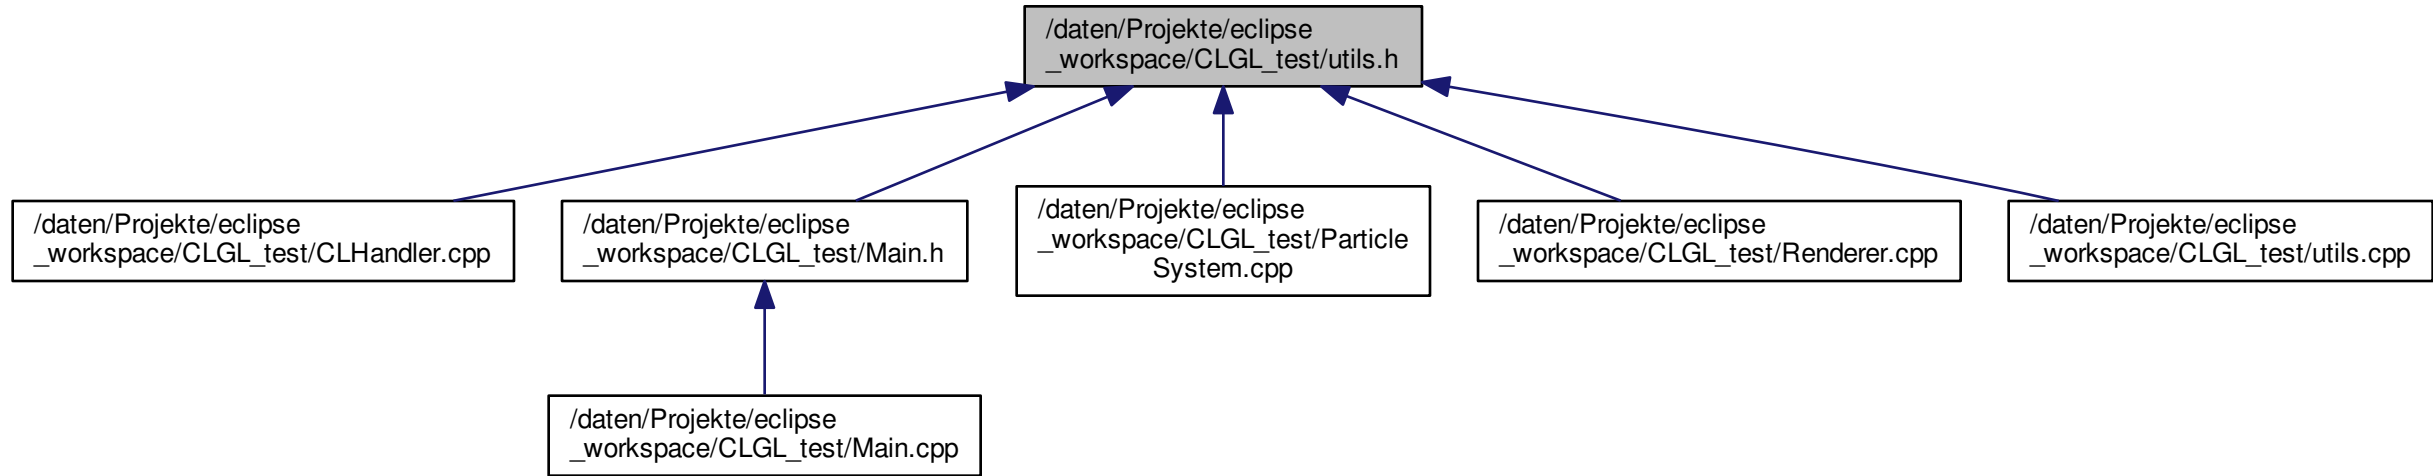 /daten/Projekte/eclipse
_workspace/CLGL_test/utils.h
/daten/Projekte/eclipse
_workspace/CLGL_test/CLHandler.cpp
/daten/Projekte/eclipse
_workspace/CLGL_test/Main.h
/daten/Projekte/eclipse
_workspace/CLGL_test/Particle
System.cpp
/daten/Projekte/eclipse
_workspace/CLGL_test/Renderer.cpp
/daten/Projekte/eclipse
_workspace/CLGL_test/utils.cpp
/daten/Projekte/eclipse
_workspace/CLGL_test/Main.cpp